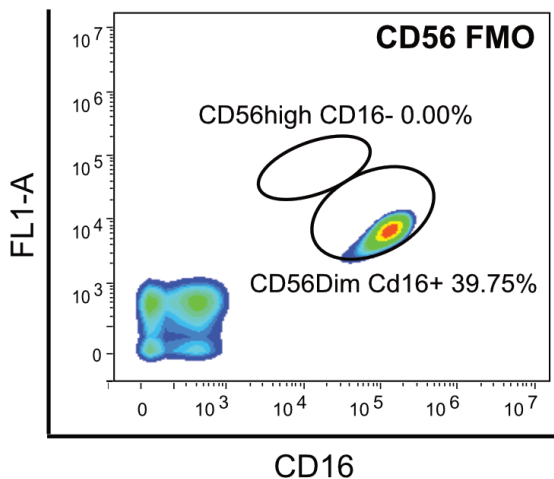 CD56 FMO
10^7
10^6
CD56high CD16- 0.00%
10^5
10^4
CD56Dim Cd16+ 39.75%
10^3
0
FL1-A
0 10^3 10^4 10^5 10^6 10^7
CD16